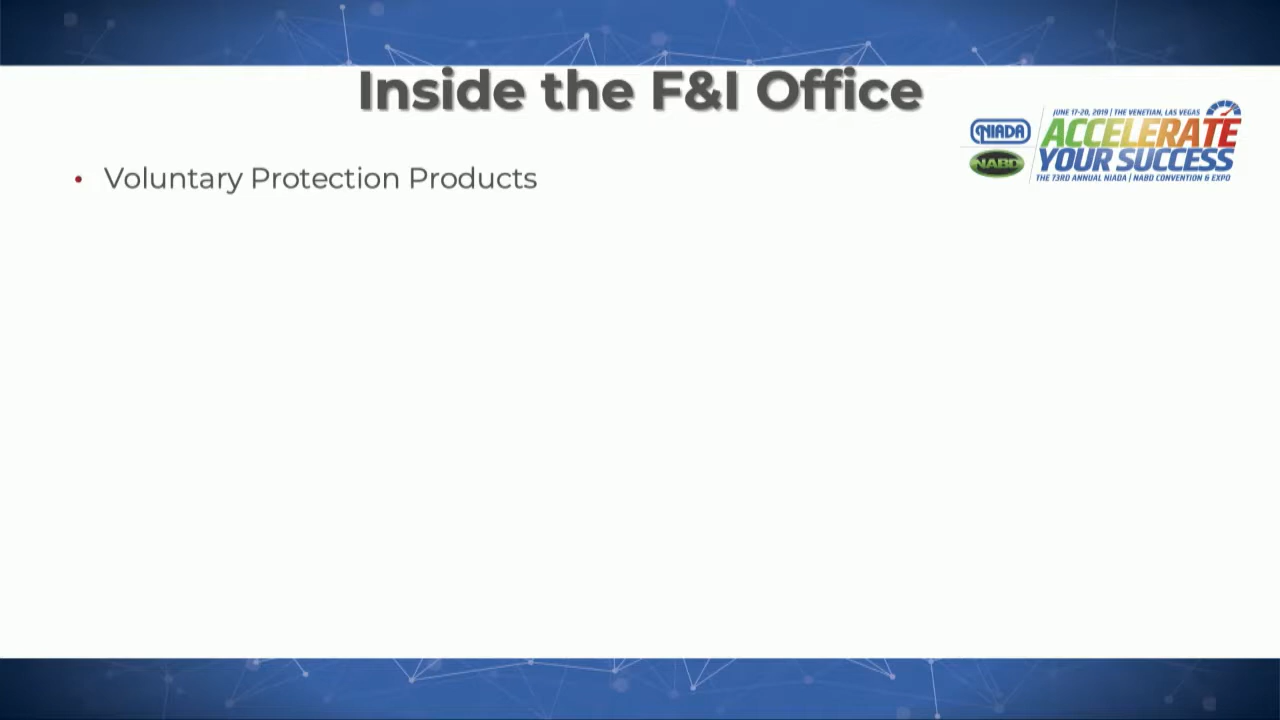 Inside the F&I Office
JUNE 17-20, 2019 | THE VENETIAN, LAS VEGAS
NIADA
ACCELERATE
NABD
YOUR SUCCESS
THE 73RD ANNUAL NIADA | NABD CONVENTION & EXPO
• Voluntary Protection Products